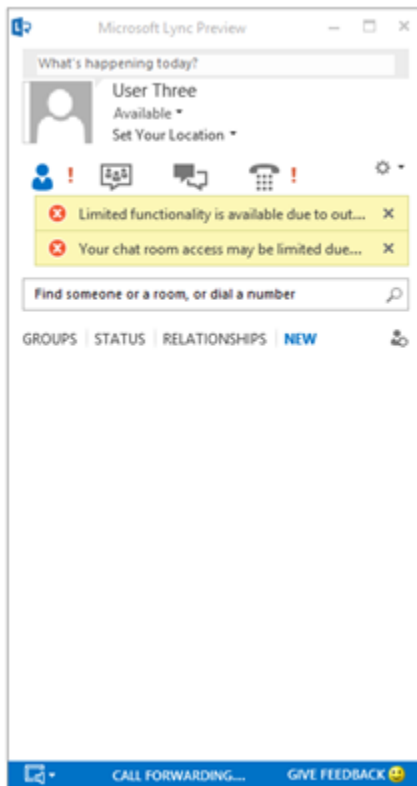 Microsoft Lync Preview
What's happening today?
User Three
Available
Set Your Location
Limited functionality is available due to out...
Your chat room access may be limited due...
Find someone or a room, or dial a number
GROUPS STATUS RELATIONSHIPS NEW
CALL FORWARDING... GIVE FEEDBACK